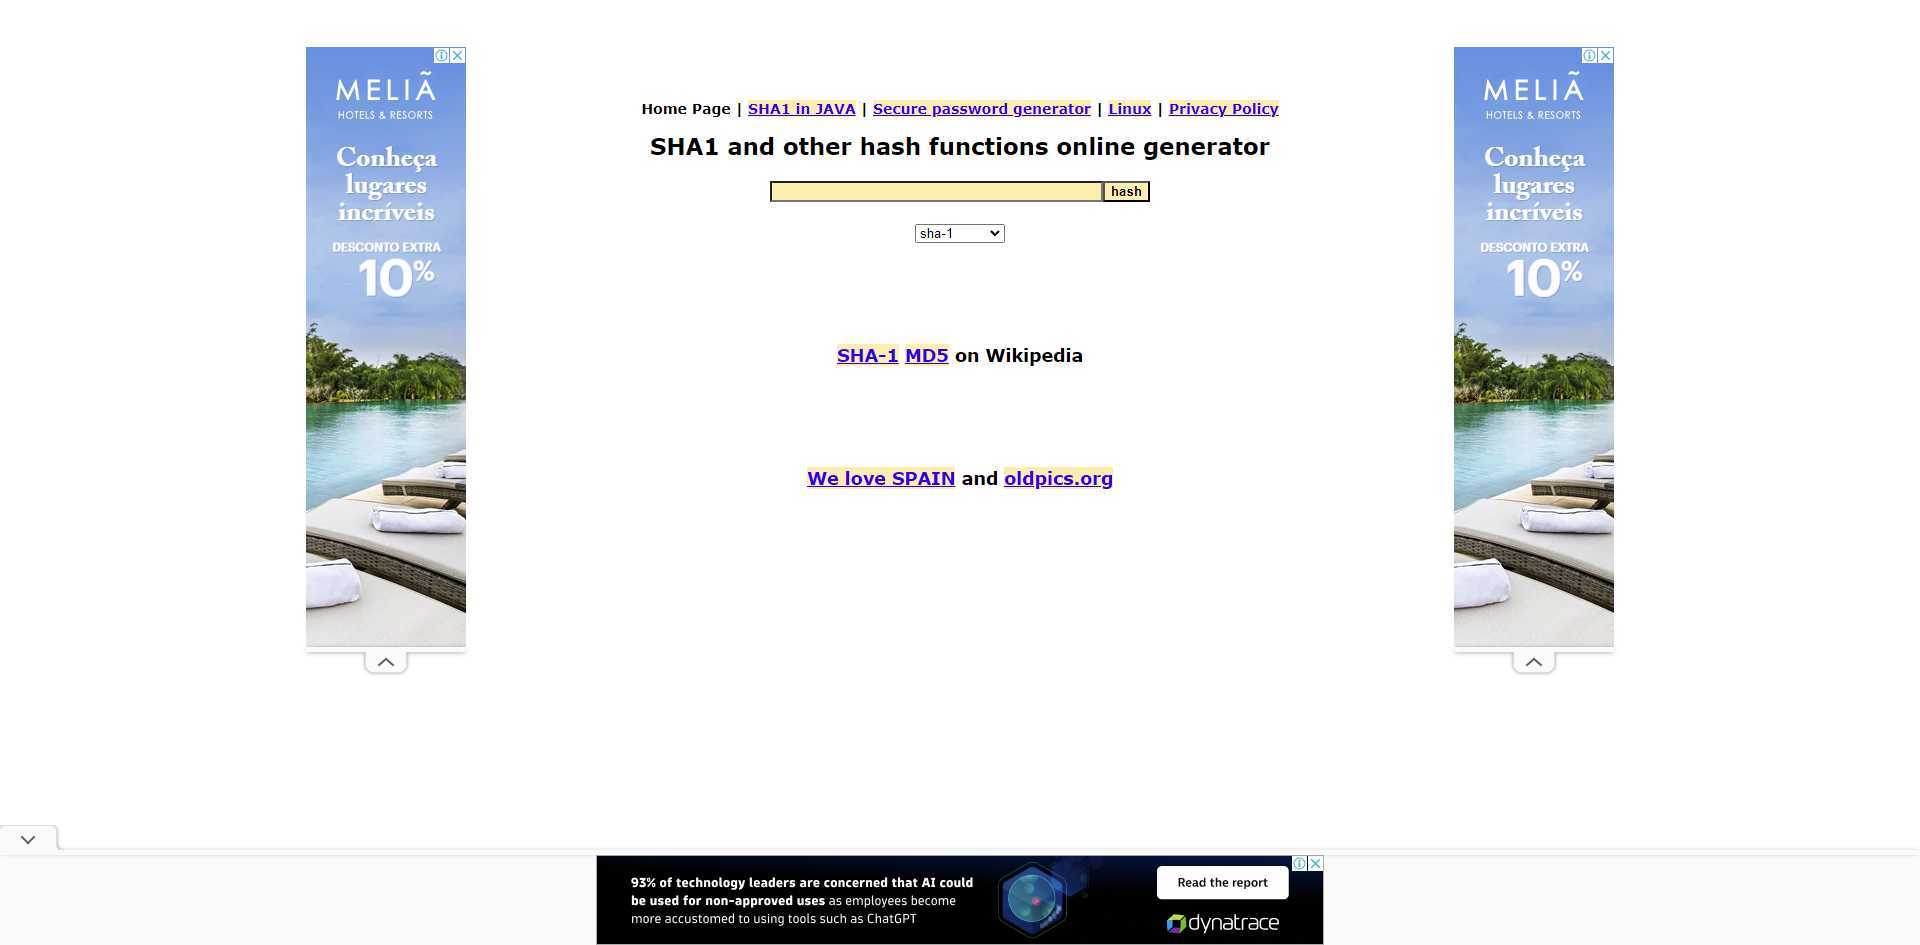 MELIÃ
HOTELS & RESORTS
Conheça
lugares
incríveis
DESCONTO EXTRA
10%
Home Page | SHA1 in JAVA | Secure password generator | Linux | Privacy Policy
SHA1 and other hash functions online generator
hash
sha-1
SHA-1 MD5 on Wikipedia
We love SPAIN and oldpics.org
MELIÃ
HOTELS & RESORTS
Conheça
lugares
incríveis
DESCONTO EXTRA
10%
93% of technology leaders are concerned that AI could
be used for non-approved uses as employees become
more accustomed to using tools such as ChatGPT
Read the report
dynatrace